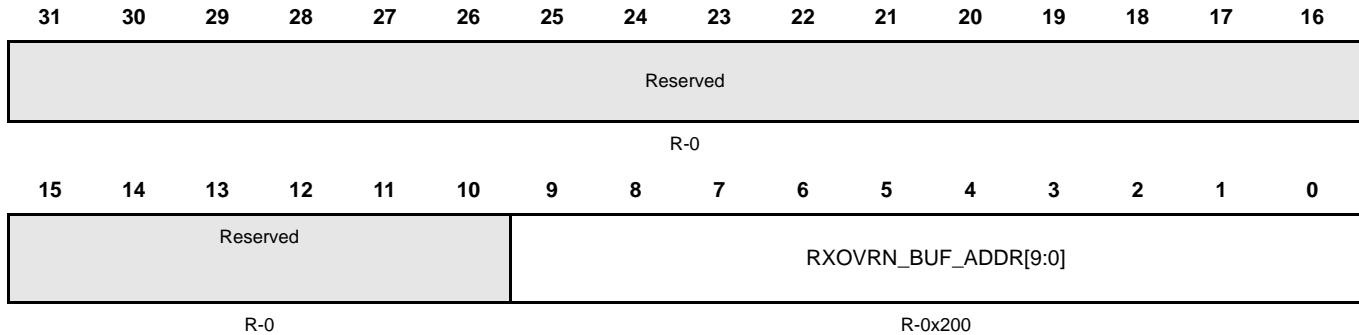 31 30 29 28 27 26 25 24 23 22 21 20 19 18 17 16
Reserved
R-0
15 14 13 12 11 10 9 8 7 6 5 4 3 2 1 0
Reserved RXOVRN_BUF_ADDR[9:0]
R-0 R-0x200